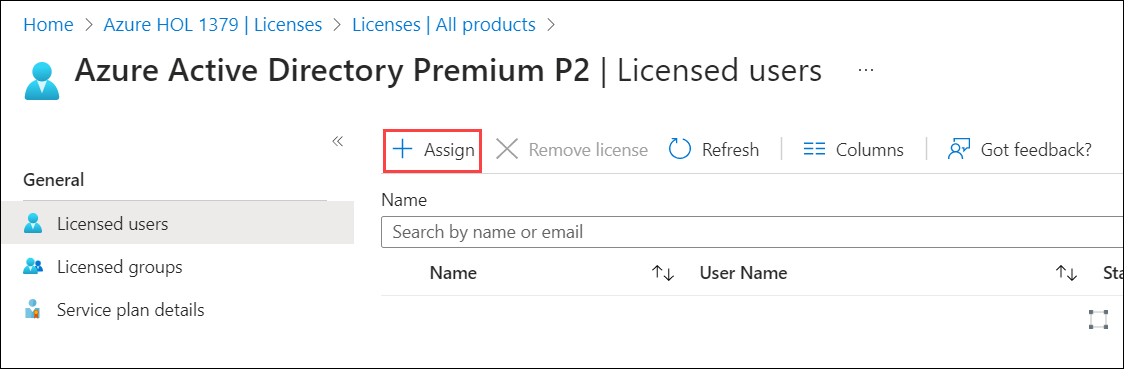 Home > Azure HOL 1379 | Licenses > Licenses | All products >
Azure Active Directory Premium P2 | Licensed users ...
«
+ Assign × Remove license Refresh Columns Got feedback?
General
Name
Licensed users
Search by name or email
Licensed groups
Name ↑↓ User Name ↑↓ Sta
Service plan details